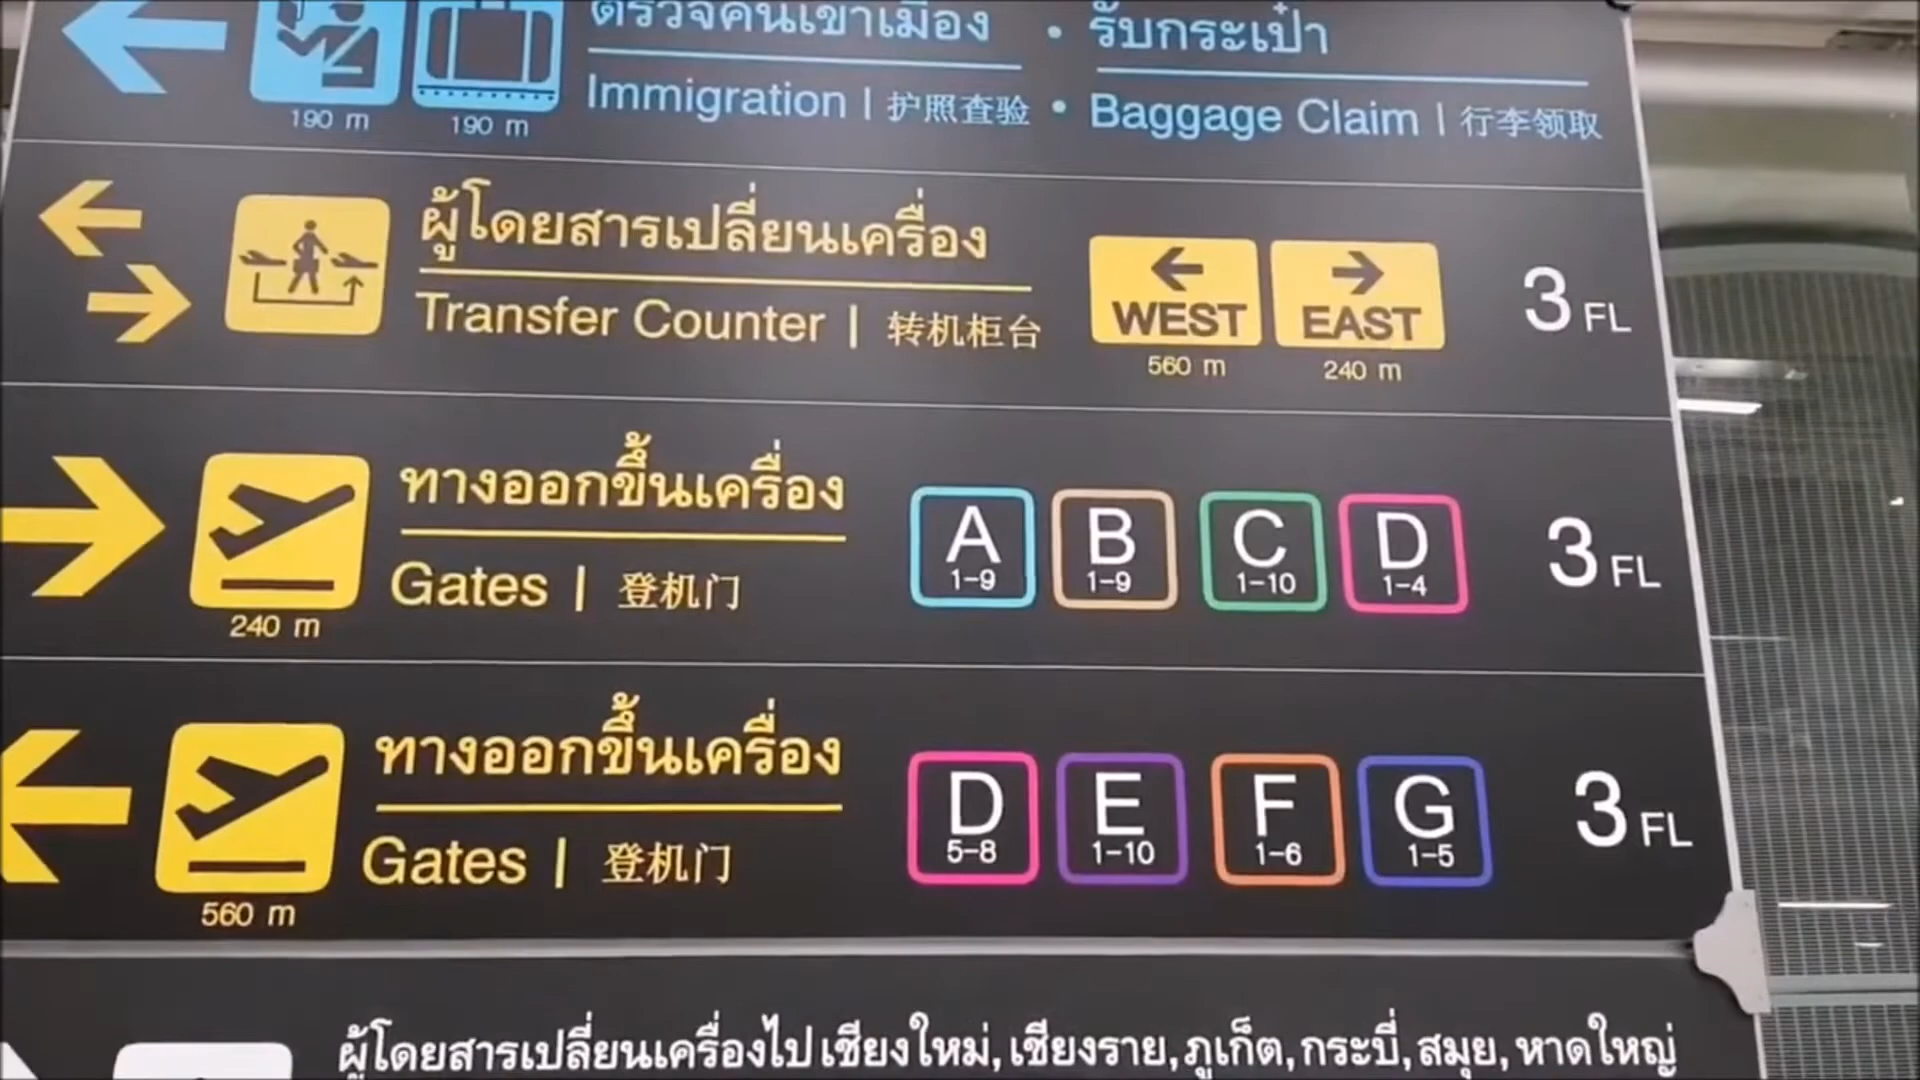 ตรวจคนเข้าเมือง • รับกระเป๋า
Immigration | 护照查验 • Baggage Claim | 行李领取
190 m 190 m
ผู้โดยสารเปลี่ยนเครื่อง
Transfer Counter | 转机柜台
WEST EAST 3 FL
560 m 240 m
ทางออกขึ้นเครื่อง
Gates | 登机门
240 m
A B C D 3 FL
1-9 1-9 1-10 1-4
ทางออกขึ้นเครื่อง
Gates | 登机门
560 m
D E F G 3 FL
5-8 1-10 1-6 1-5
ผู้โดยสารเปลี่ยนเครื่องไป เชียงใหม่, เชียงราย, ภูเก็ต, กระบี่, สมุย, หาดใหญ่